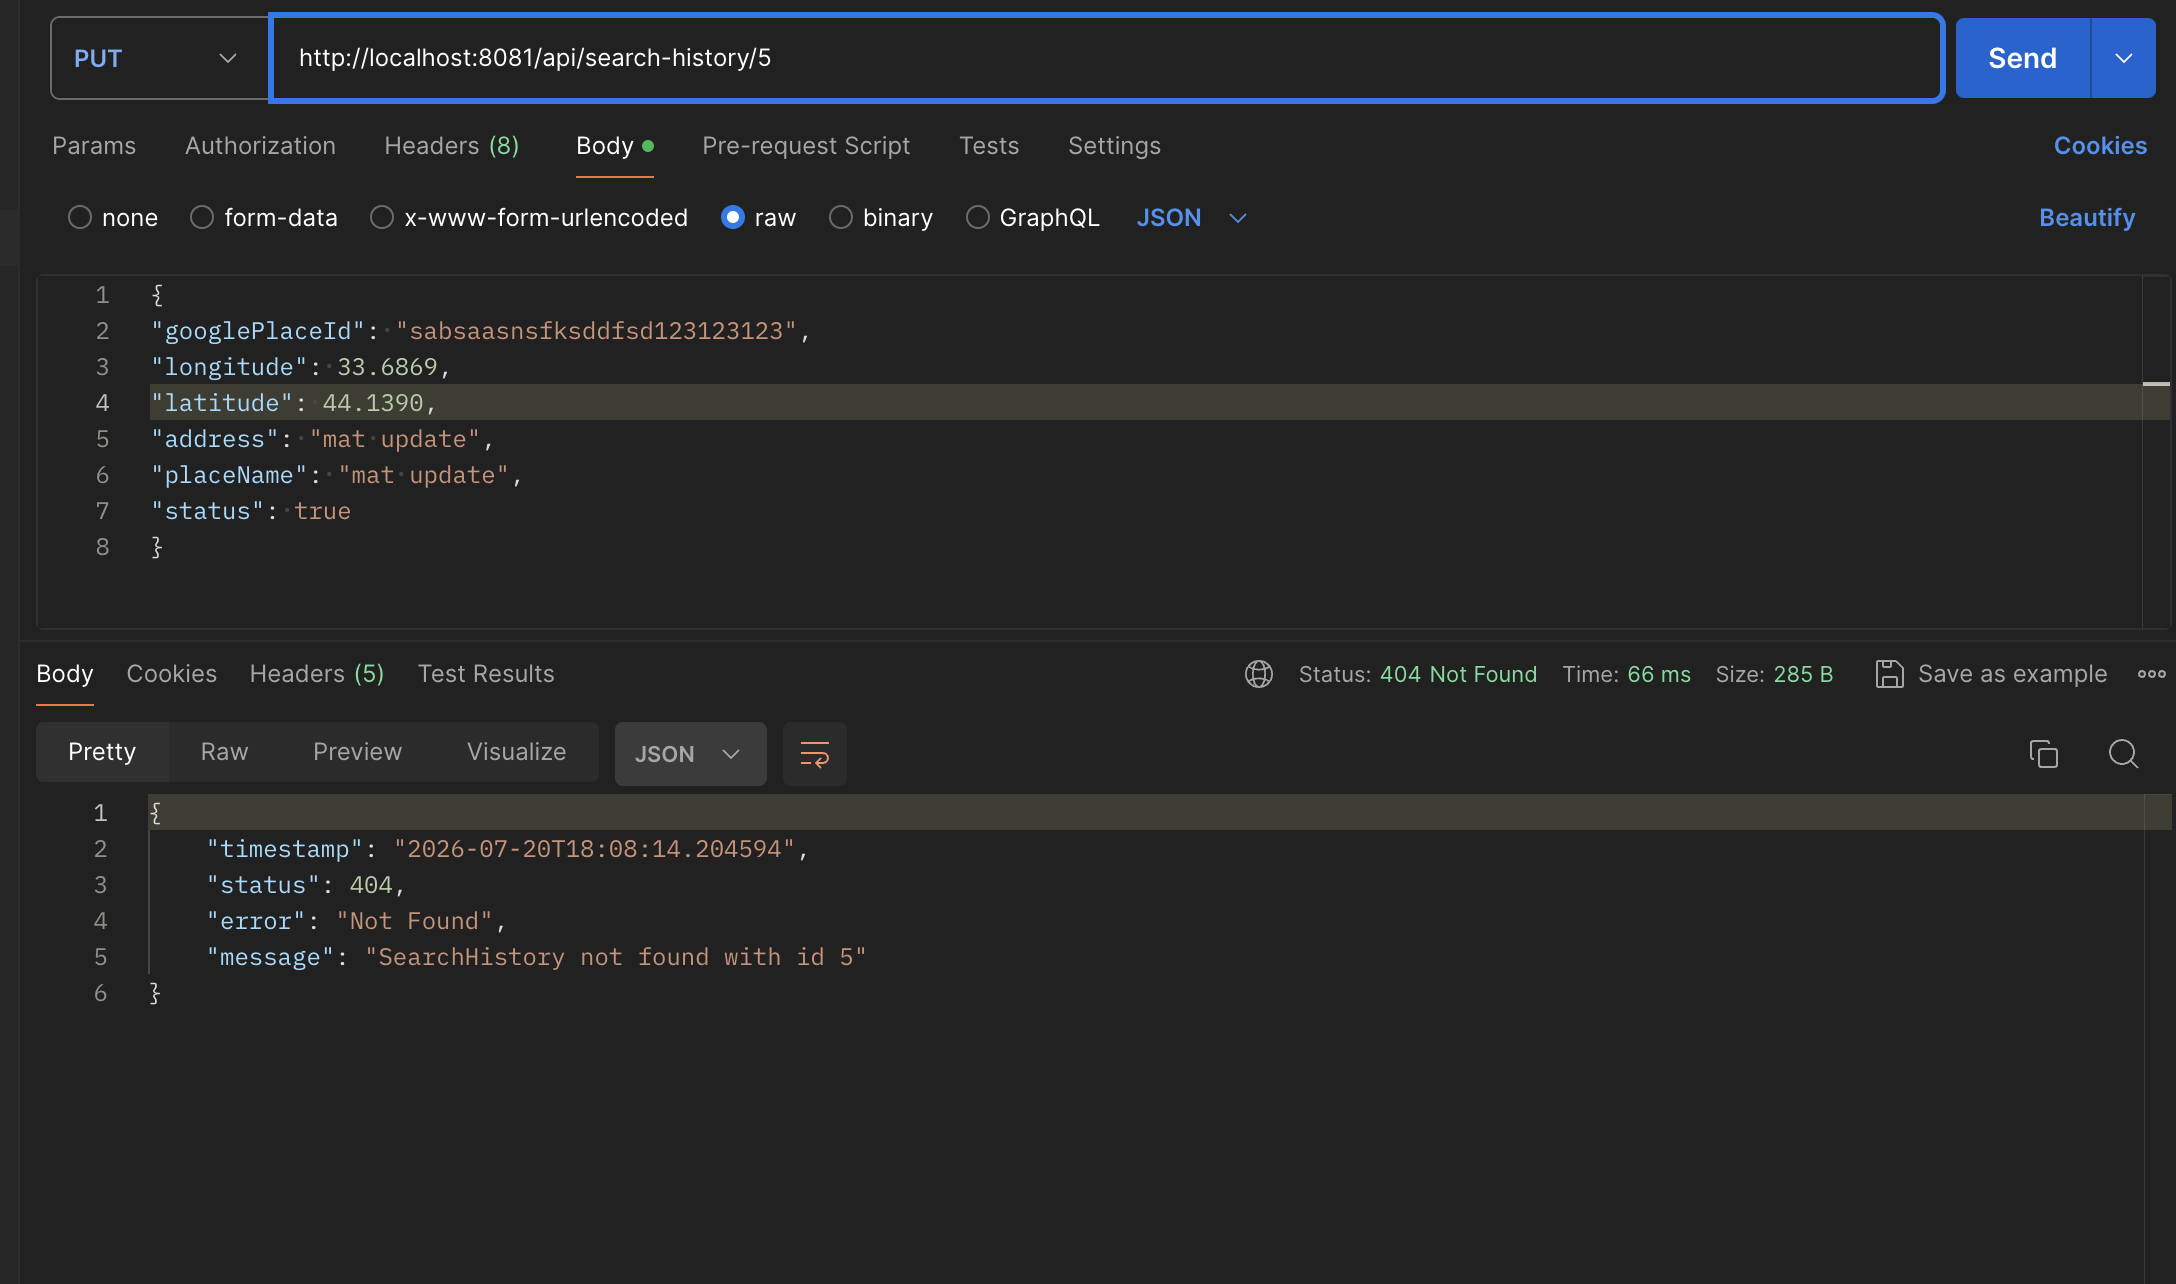 PUT http://localhost:8081/api/search-history/5 Send
Params Authorization Headers (8) Body Pre-request Script Tests Settings Cookies
none form-data x-www-form-urlencoded raw binary GraphQL JSON Beautify
1 {
2 "googlePlaceId": "sabsaasnsfksddfsd123123123",
3 "longitude": 33.6869,
4 "latitude": 44.1390,
5 "address": "mat update",
6 "placeName": "mat update",
7 "status": true
8 }
Body Cookies Headers (5) Test Results Status: 404 Not Found Time: 66 ms Size: 285 B Save as example
Pretty Raw Preview Visualize JSON
1 {
2 "timestamp": "2026-07-20T18:08:14.204594",
3 "status": 404,
4 "error": "Not Found",
5 "message": "SearchHistory not found with id 5"
6 }